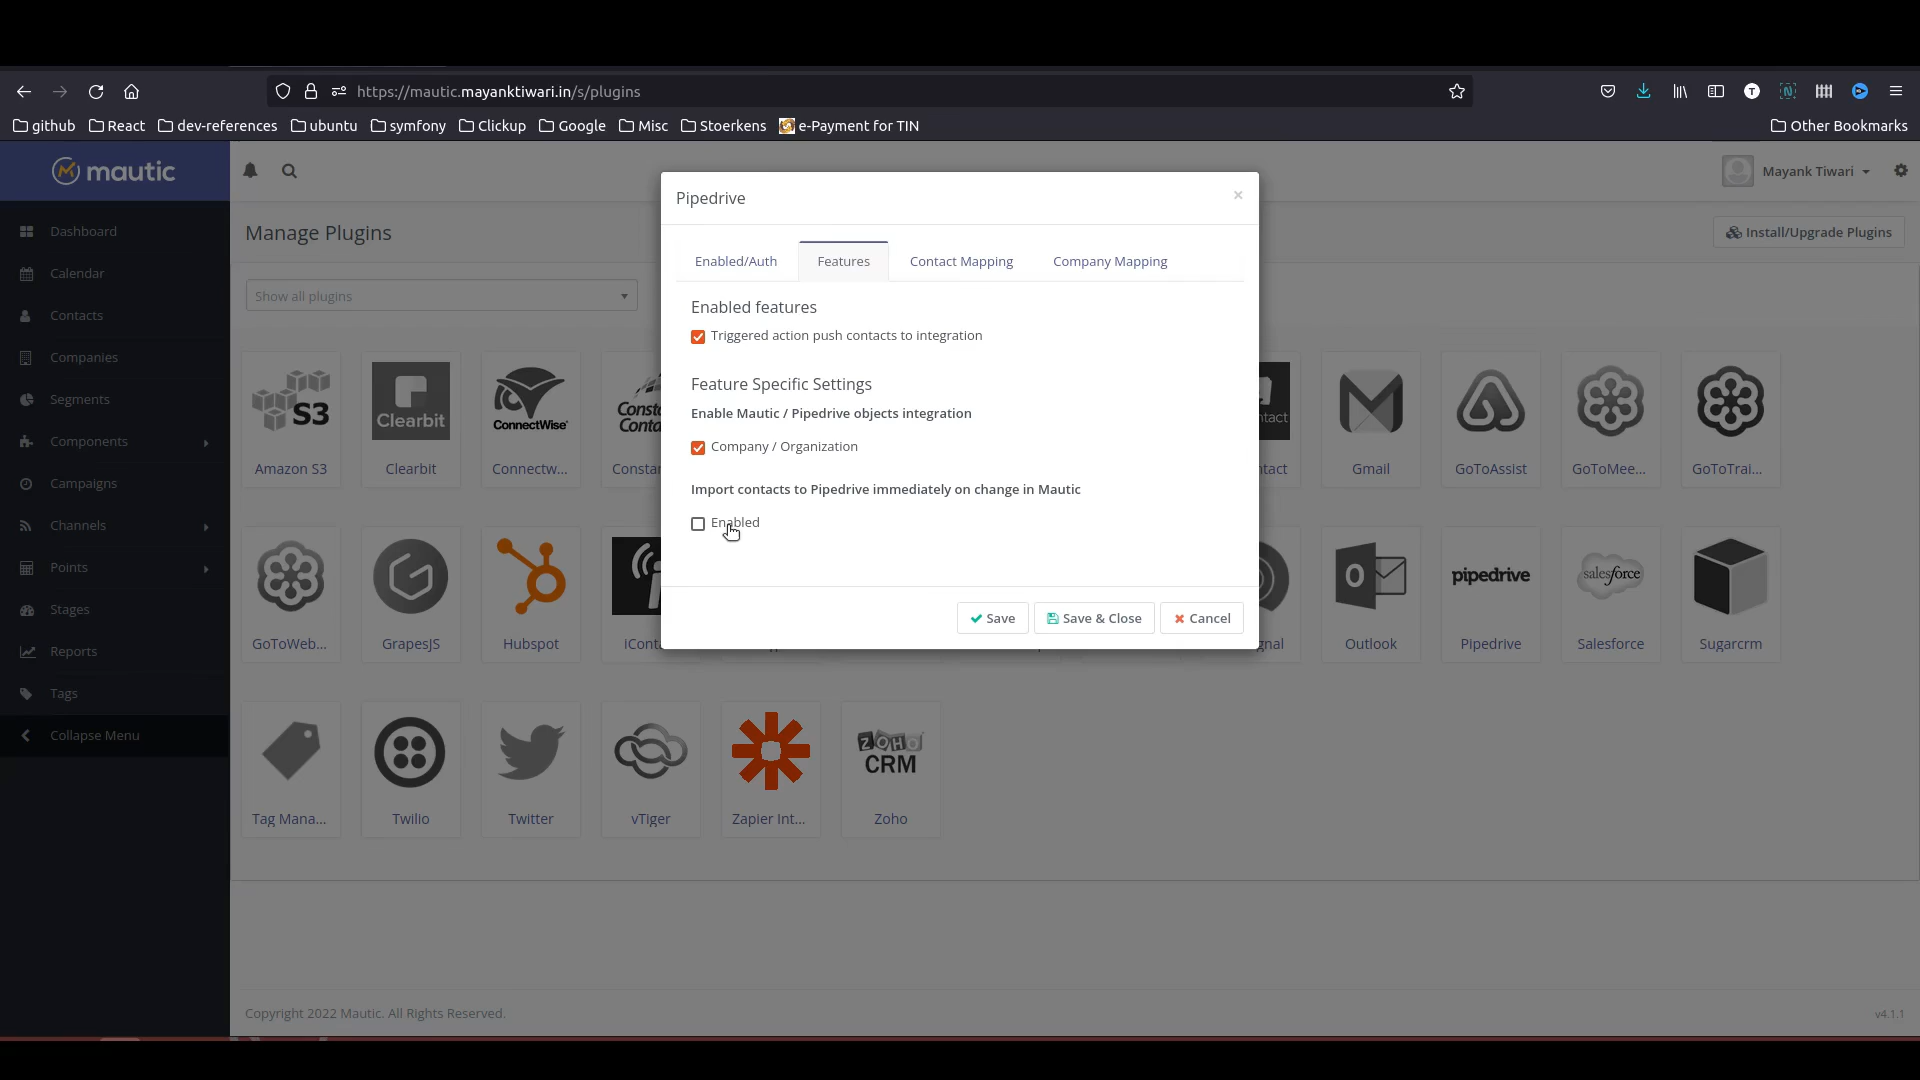 https://mautic.mayanktiwari.in/s/plugins
github React dev-references ubuntu symfony Clickup Google Misc Stoerkens e-Payment for TIN Other Bookmarks
mautic
Mayank Tiwari
Dashboard
Calendar
Contacts
Companies
Segments
Components
Campaigns
Channels
Points
Stages
Reports
Tags
Collapse Menu
Manage Plugins
Install/Upgrade Plugins
Show all plugins
Pipedrive
×
Enabled/Auth Features Contact Mapping Company Mapping
Enabled features
Triggered action push contacts to integration
Feature Specific Settings
Enable Mautic / Pipedrive objects integration
Company / Organization
Import contacts to Pipedrive immediately on change in Mautic
Enabled
Save Save & Close Cancel
S3
Clearbit
ConnectWise
Amazon S3 Clearbit Connectw... Gmail GoToAssist GoToMee... GoToTrai...
pipedrive
salesforce
GoToWeb... GrapesJS Hubspot Outlook Pipedrive Salesforce Sugarcrm
ZOHO
CRM
Tag Mana... Twilio Twitter vTiger Zapier Int... Zoho
Copyright 2022 Mautic. All Rights Reserved.
v4.1.1